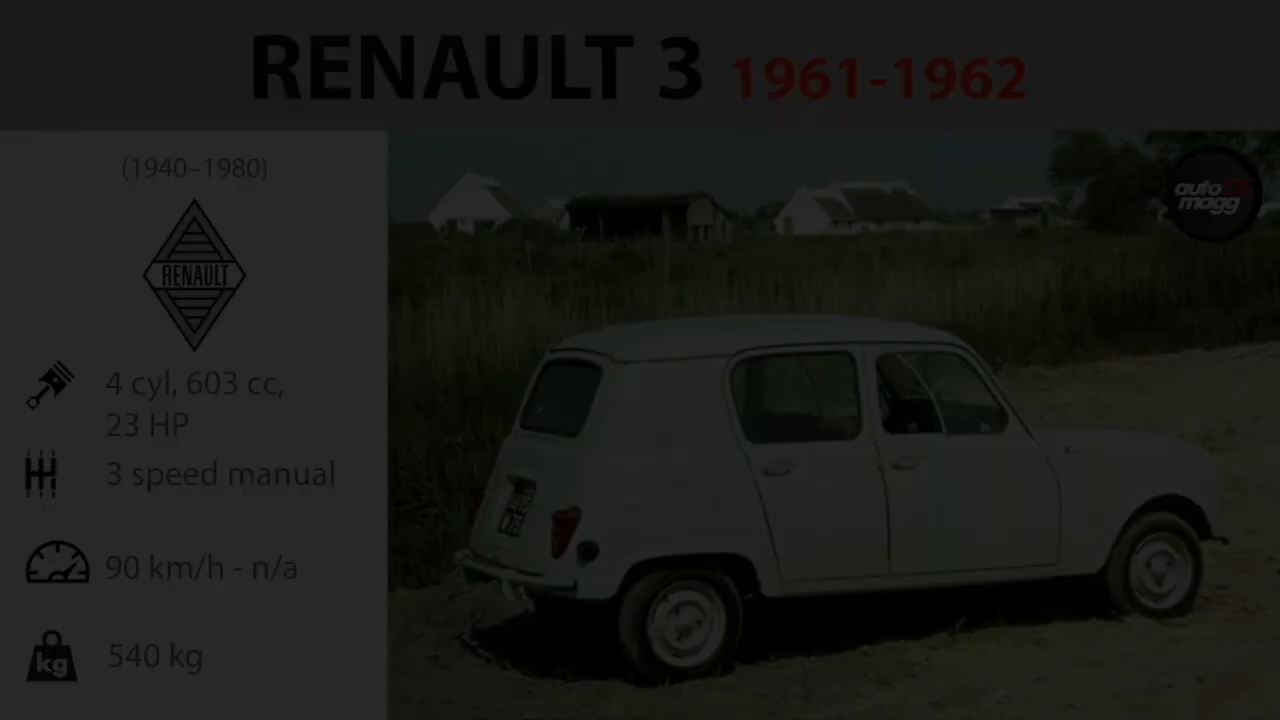 RENAULT 3 1961-1962
(1940–1980)
RENAULT
4 cyl, 603 cc,
23 HP
3 speed manual
90 km/h - n/a
kg
540 kg
auto
magg